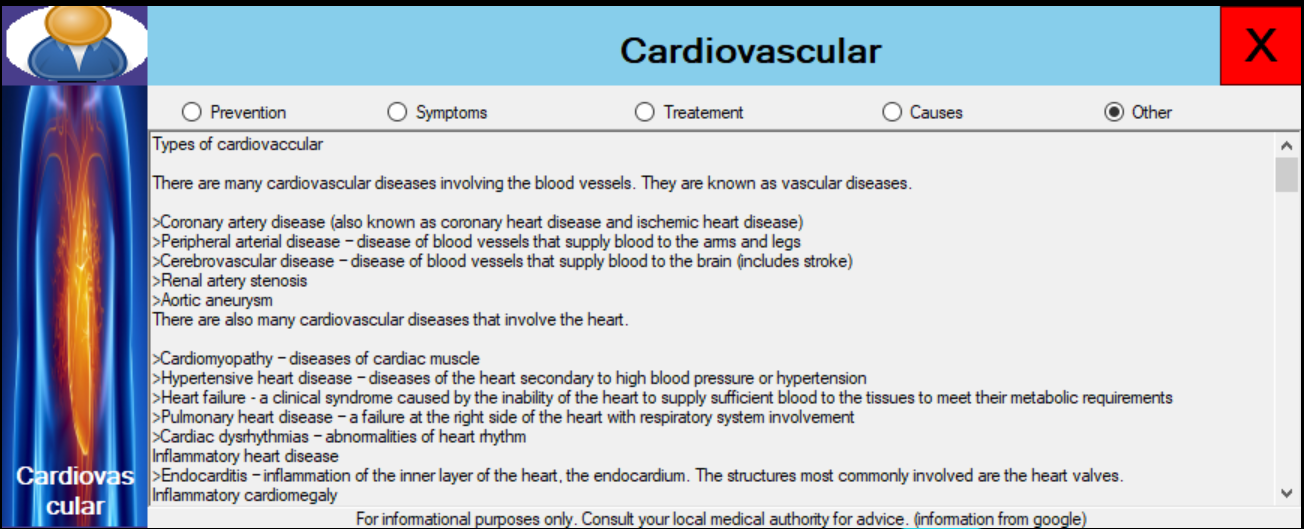 Cardiovascular
X
Prevention Symptoms Treatement Causes Other
Types of cardiovaccular
There are many cardiovascular diseases involving the blood vessels. They are known as vascular diseases.
>Coronary artery disease (also known as coronary heart disease and ischemic heart disease)
>Peripheral arterial disease – disease of blood vessels that supply blood to the arms and legs
>Cerebrovascular disease – disease of blood vessels that supply blood to the brain (includes stroke)
>Renal artery stenosis
>Aortic aneurysm
There are also many cardiovascular diseases that involve the heart.
>Cardiomyopathy – diseases of cardiac muscle
>Hypertensive heart disease – diseases of the heart secondary to high blood pressure or hypertension
>Heart failure - a clinical syndrome caused by the inability of the heart to supply sufficient blood to the tissues to meet their metabolic requirements
>Pulmonary heart disease – a failure at the right side of the heart with respiratory system involvement
>Cardiac dysrhythmias – abnormalities of heart rhythm
Inflammatory heart disease
>Endocarditis – inflammation of the inner layer of the heart, the endocardium. The structures most commonly involved are the heart valves.
Inflammatory cardiomegaly
Cardiovas
cular
For informational purposes only. Consult your local medical authority for advice. (information from google)